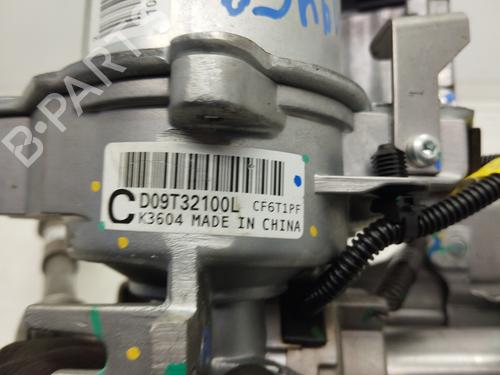 B-PARTS
C D09T32100L CF6T1PF
K3604 MADE IN CHINA